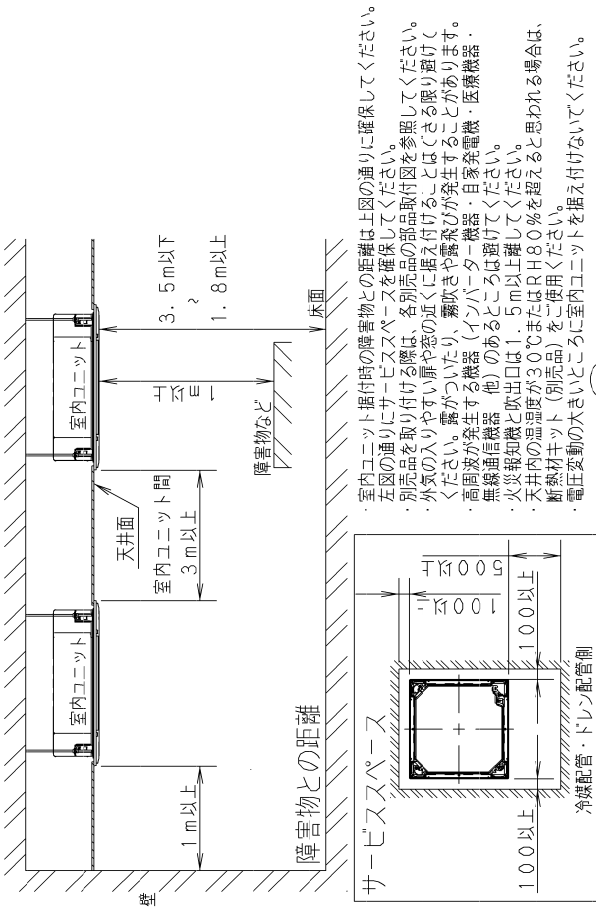 壁
1m以上
室内ユニット
天井面
室内ユニット間
3m以上
室内ユニット
1m以上
障害物など
3.5m以下
~
1.8m以上
床面
障害物との距離
サービススペース
100以上
500以上
100以上
100以上
冷媒配管・ドレン配管側
・室内ユニット据付時の障害物との距離は上図の通りに確保してください。
左図の通りにサービススペースを確保してください。
・別売品を取り付ける際は、各別売品の部品取付図を参照してください。
・外気の入りやすい扉や窓の近くに据え付けることはできる限り避けて
ください。露がついたり、霧吹きや露飛びが発生することがあります。
・高周波が発生する機器（インバーター機器・自家発電機・医療機器・
無線通信機器　他）のあるところは避けてください。
・火災報知機と吹出口は1.5m以上離してください。
・天井内の温湿度が30℃またはRH80%を超えると思われる場合は、
断熱材キット（別売品）をご使用ください。
・電圧変動の大きいところに室内ユニットを据え付けないでください。